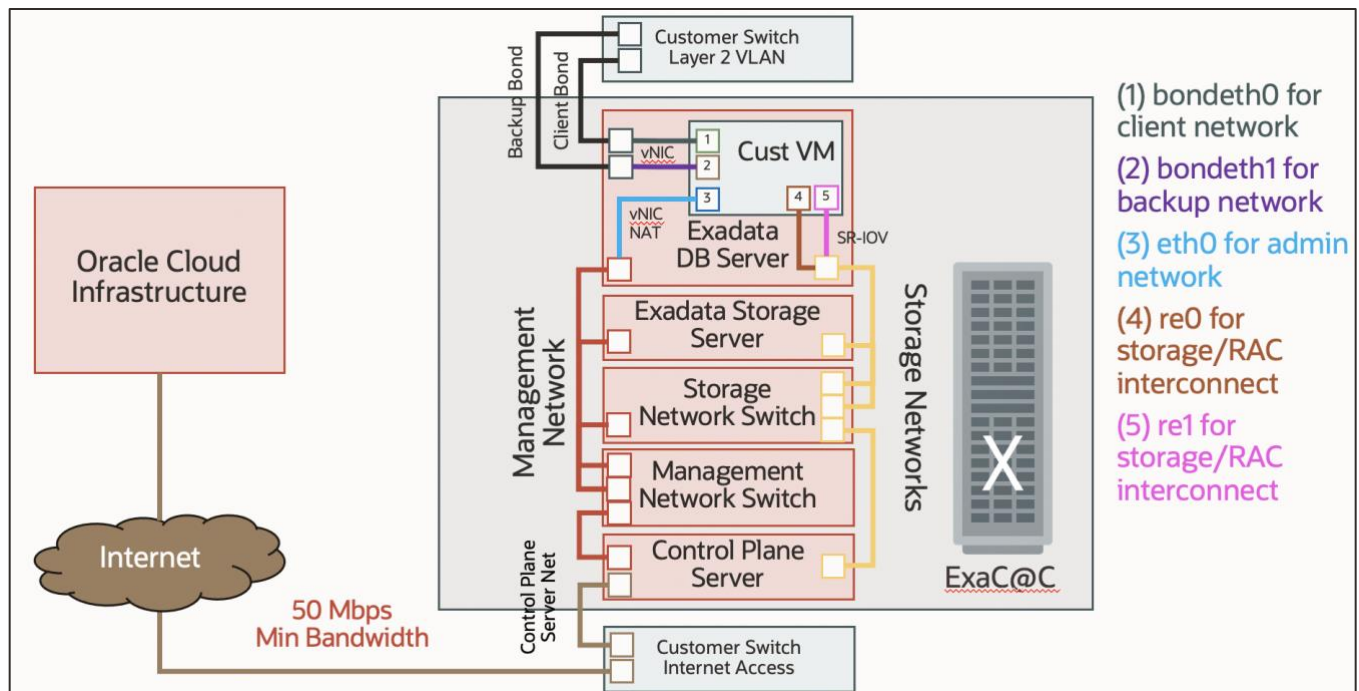 Customer Switch
Layer 2 VLAN
Backup Bond
Client Bond
1
vNIC
2
Cust VM
3
4
5
vNIC
NAT
Exadata
DB Server
SR-IOV
(1) bondeth0 for
client network
(2) bondeth1 for
backup network
(3) eth0 for admin
network
(4) re0 for
storage/RAC
interconnect
(5) re1 for
storage/RAC
interconnect
Oracle Cloud
Infrastructure
Management
Network
Exadata Storage
Server
Storage
Network Switch
Management
Network Switch
Control Plane
Server
Storage Networks
X
ExaC@C
Internet
50 Mbps
Min Bandwidth
Control Plane
Server Net
Customer Switch
Internet Access